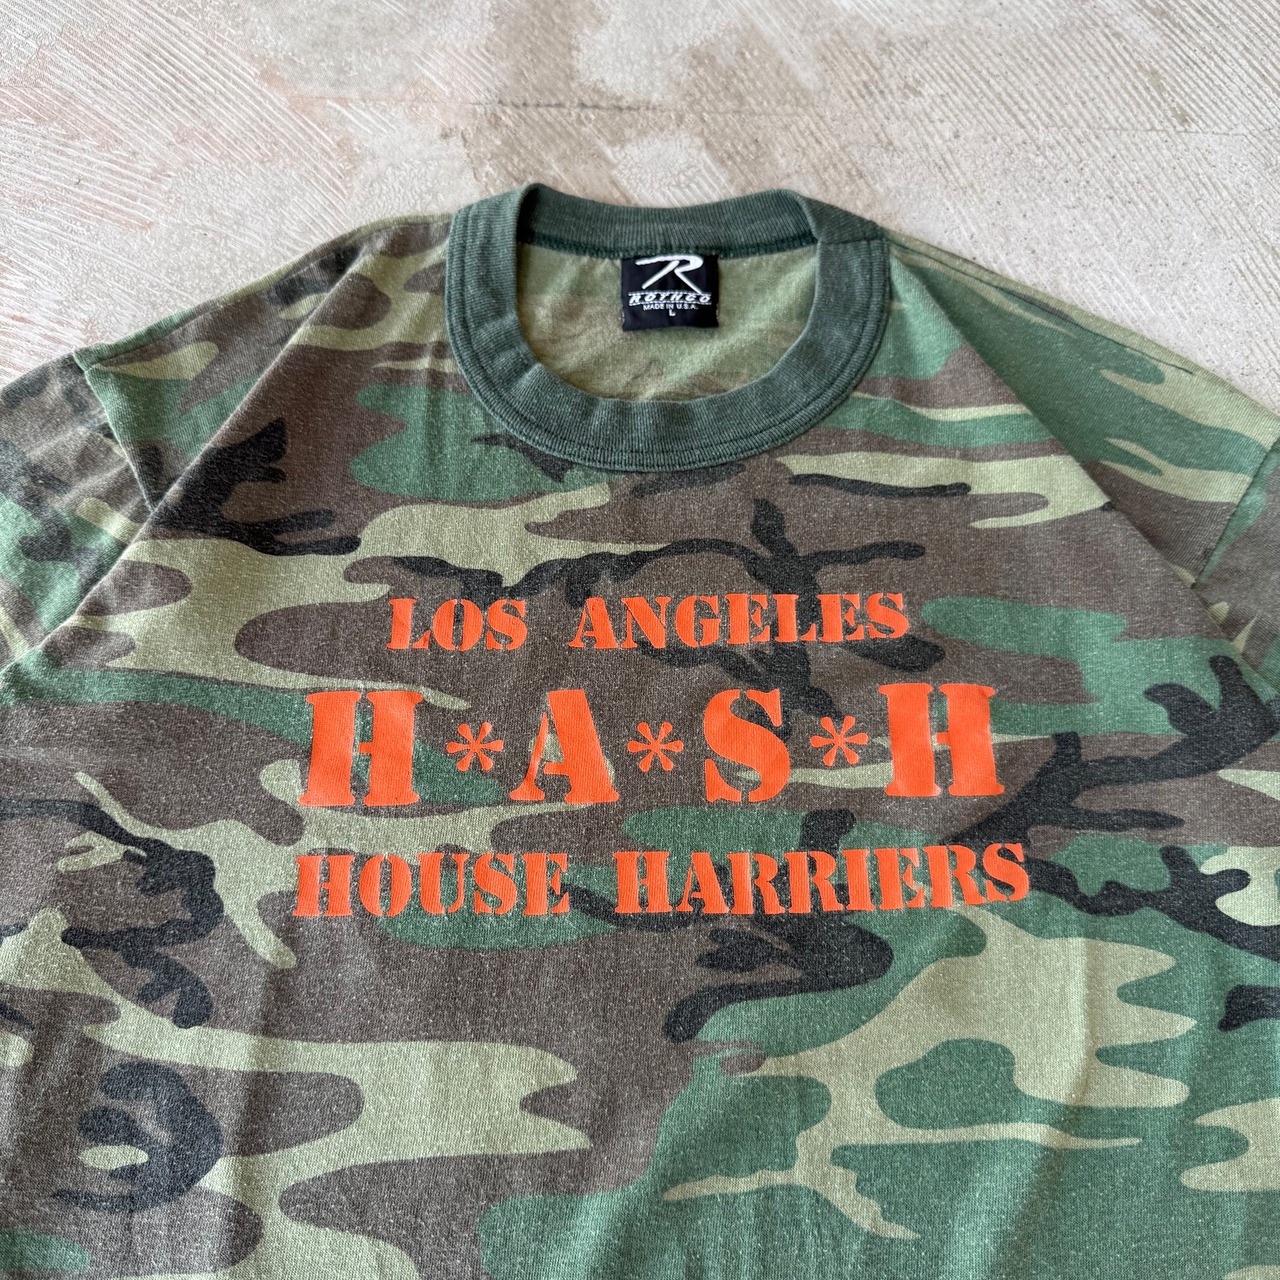 R
ROTHCO
MADE IN U.S.A.
L
LOS ANGELES
H*A*S*H
HOUSE HARRIERS